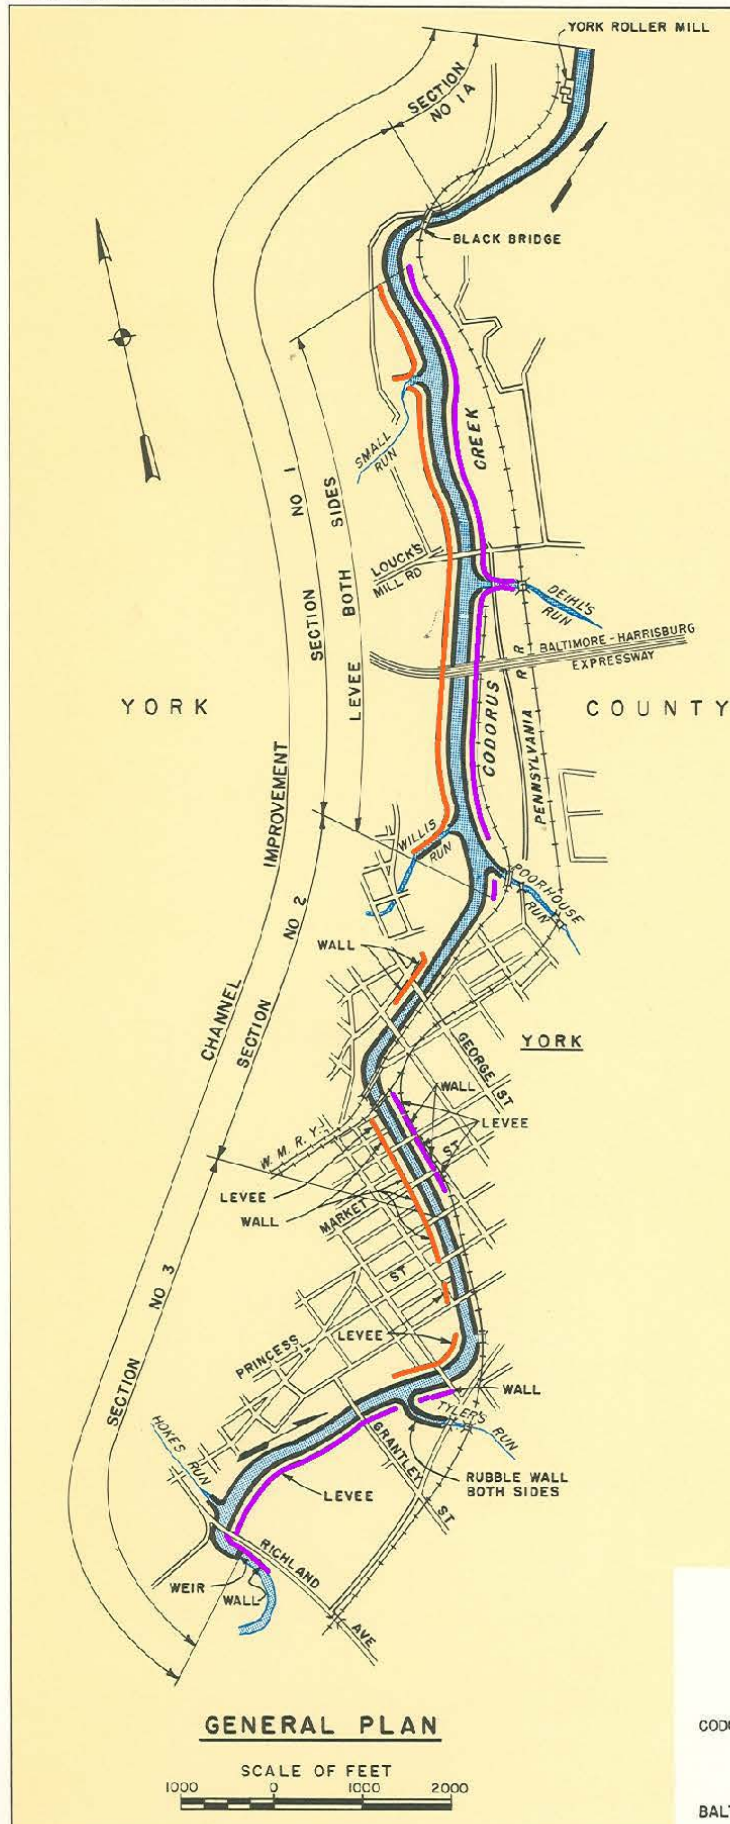 YORK ROLLER MILL
SECTION
NO 1A
BLACK BRIDGE
SMALL
RUN
CREEK
SECTION NO 1
LEVEE BOTH SIDES
LOUCK'S
MILL RD
DEIHL'S
RUN
BALTIMORE - HARRISBURG
EXPRESSWAY
YORK COUNTY
CODORUS
PENNSYLVANIA R R
CHANNEL IMPROVEMENT
WILLIS
RUN
POORHOUSE
RUN
SECTION NO 2
WALL
YORK
GEORGE ST
WALL
LEVEE
ST
W. M. R. Y.
LEVEE
WALL
MARKET
ST
SECTION NO 3
LEVEE
PRINCESS
WALL
TYLER'S
RUN
HOKES RUN
GRANTLEY
ST
RUBBLE WALL
BOTH SIDES
LEVEE
RICHLAND
AVE
WEIR
WALL
GENERAL PLAN
SCALE OF FEET
1000 0 1000 2000